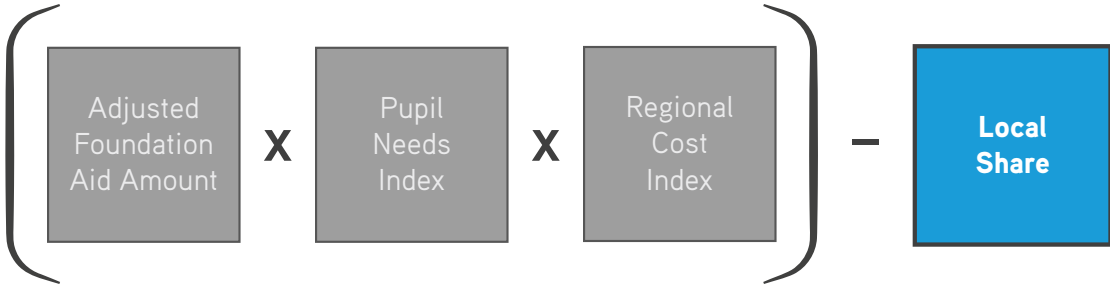 (
Adjusted
Foundation
Aid Amount
X
Pupil
Needs
Index
X
Regional
Cost
Index
)
–
Local
Share